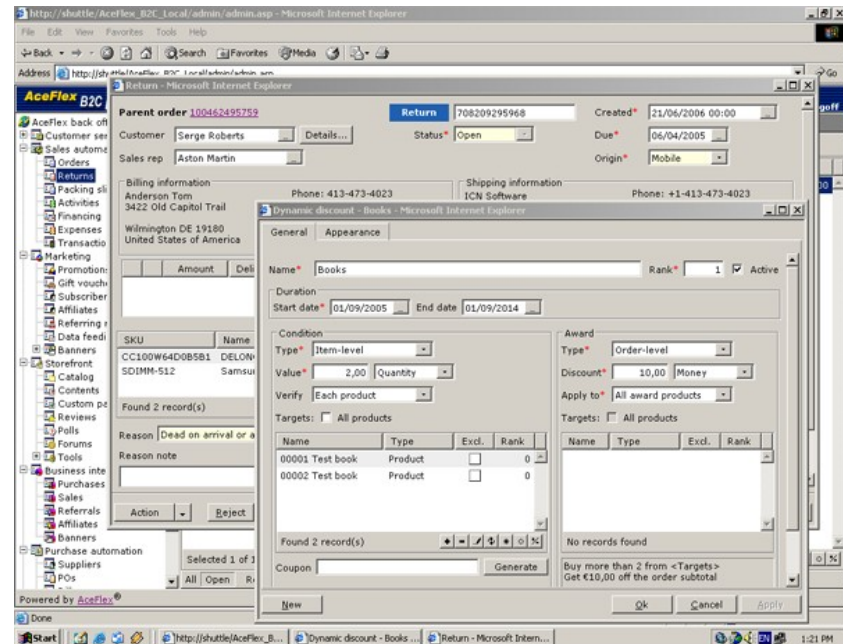 http://shuttle/AceFlex_B2C_Local/admin/admin.asp - Microsoft Internet Explorer
File Edit View Favorites Tools Help
Back Search Favorites Media
Address http://shuttle/AceFlex_B2C_Local/admin/admin.asp Go
AceFlex B2C
AceFlex back off
Customer ser
Sales automa
Orders
Returns
Packing sli
Activities
Financing
Expenses
Transactio
Marketing
Promotion
Gift vouch
Subscriber
Affiliates
Referring r
Data feedi
Banners
Storefront
Catalog
Contents
Custom pa
Reviews
Polls
Forums
Tools
Business inte
Purchases
Sales
Referrals
Affiliates
Banners
Purchase automation
Suppliers
POs
Powered by AceFlex®
Done
goff
Return - Microsoft Internet Explorer
Parent order 100462495759 Return 708209295968 Created* 21/06/2006 00:00 ...
Customer Serge Roberts ... Details... Status* Open Due* 06/04/2005 ...
Sales rep Aston Martin ... Origin* Mobile
Billing information Shipping information
Anderson Tom Phone: 413-473-4023 ICN Software Phone: +1-413-473-4023
3422 Old Capitol Trail
Wilmington DE 19180
United States of America
Amount Deli
SKU Name
CC100W64D0B5B1 DELON
SDIMM-512 Samsu
Found 2 record(s)
Reason Dead on arrival or a
Reason note
Action Reject
Selected 1 of 1
All Open R
Dynamic discount - Books - Microsoft Internet Explorer
General Appearance
Name* Books Rank* 1 Active
Duration
Start date* 01/09/2005 ... End date 01/09/2014 ...
Condition
Type* Item-level
Value* 2,00 Quantity
Verify Each product
Targets: All products
Name Type Excl. Rank
00001 Test book Product 0
00002 Test book Product 0
Found 2 record(s)
Coupon Generate
Award
Type* Order-level
Discount* 10,00 Money
Apply to* All award products
Targets: All products
Name Type Excl. Rank
No records found
Buy more than 2 from <Targets>
Get €10,00 off the order subtotal
New Ok Cancel Apply
Start http://shuttle/AceFlex_B... Dynamic discount - Books ... Return - Microsoft Intern... EN 1:21 PM